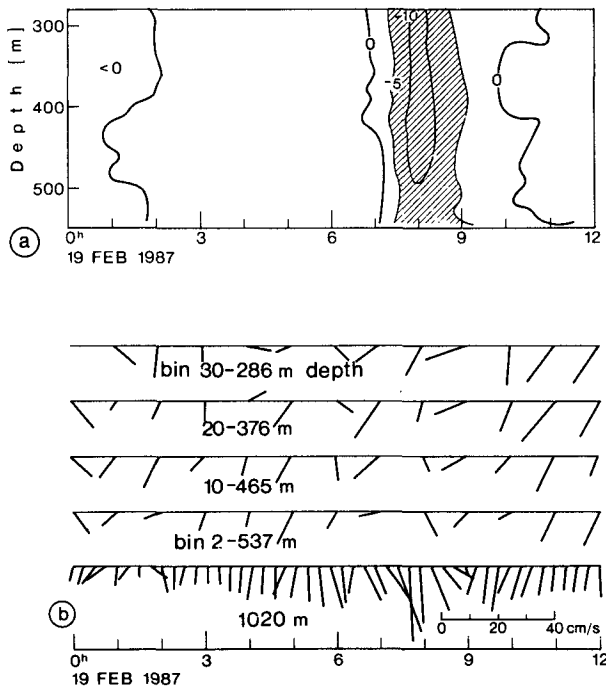 300
400
500
Depth [m]
<0
0
-5
-10
0
a
0h 3 6 9 12
19 FEB 1987
bin 30-286 m depth
20-376 m
10-465 m
bin 2-537 m
1020 m
b
0 20 40 cm/s
0h 3 6 9 12
19 FEB 1987